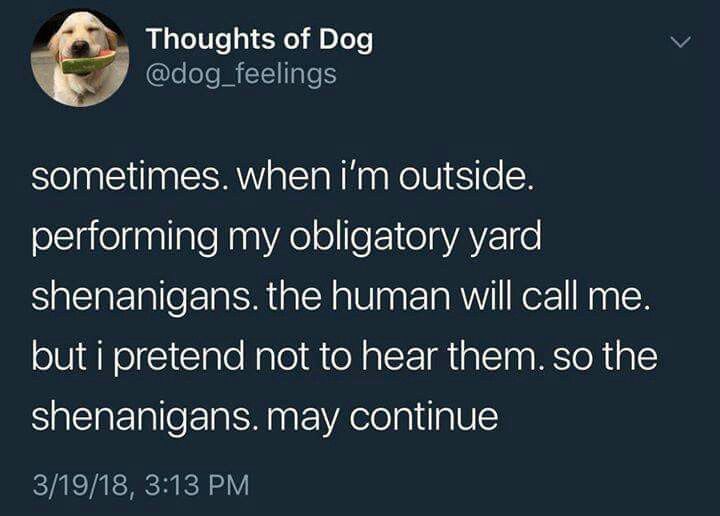 Thoughts of Dog
@dog_feelings
sometimes. when i'm outside.
performing my obligatory yard
shenanigans. the human will call me.
but i pretend not to hear them. so the
shenanigans. may continue
3/19/18, 3:13 PM